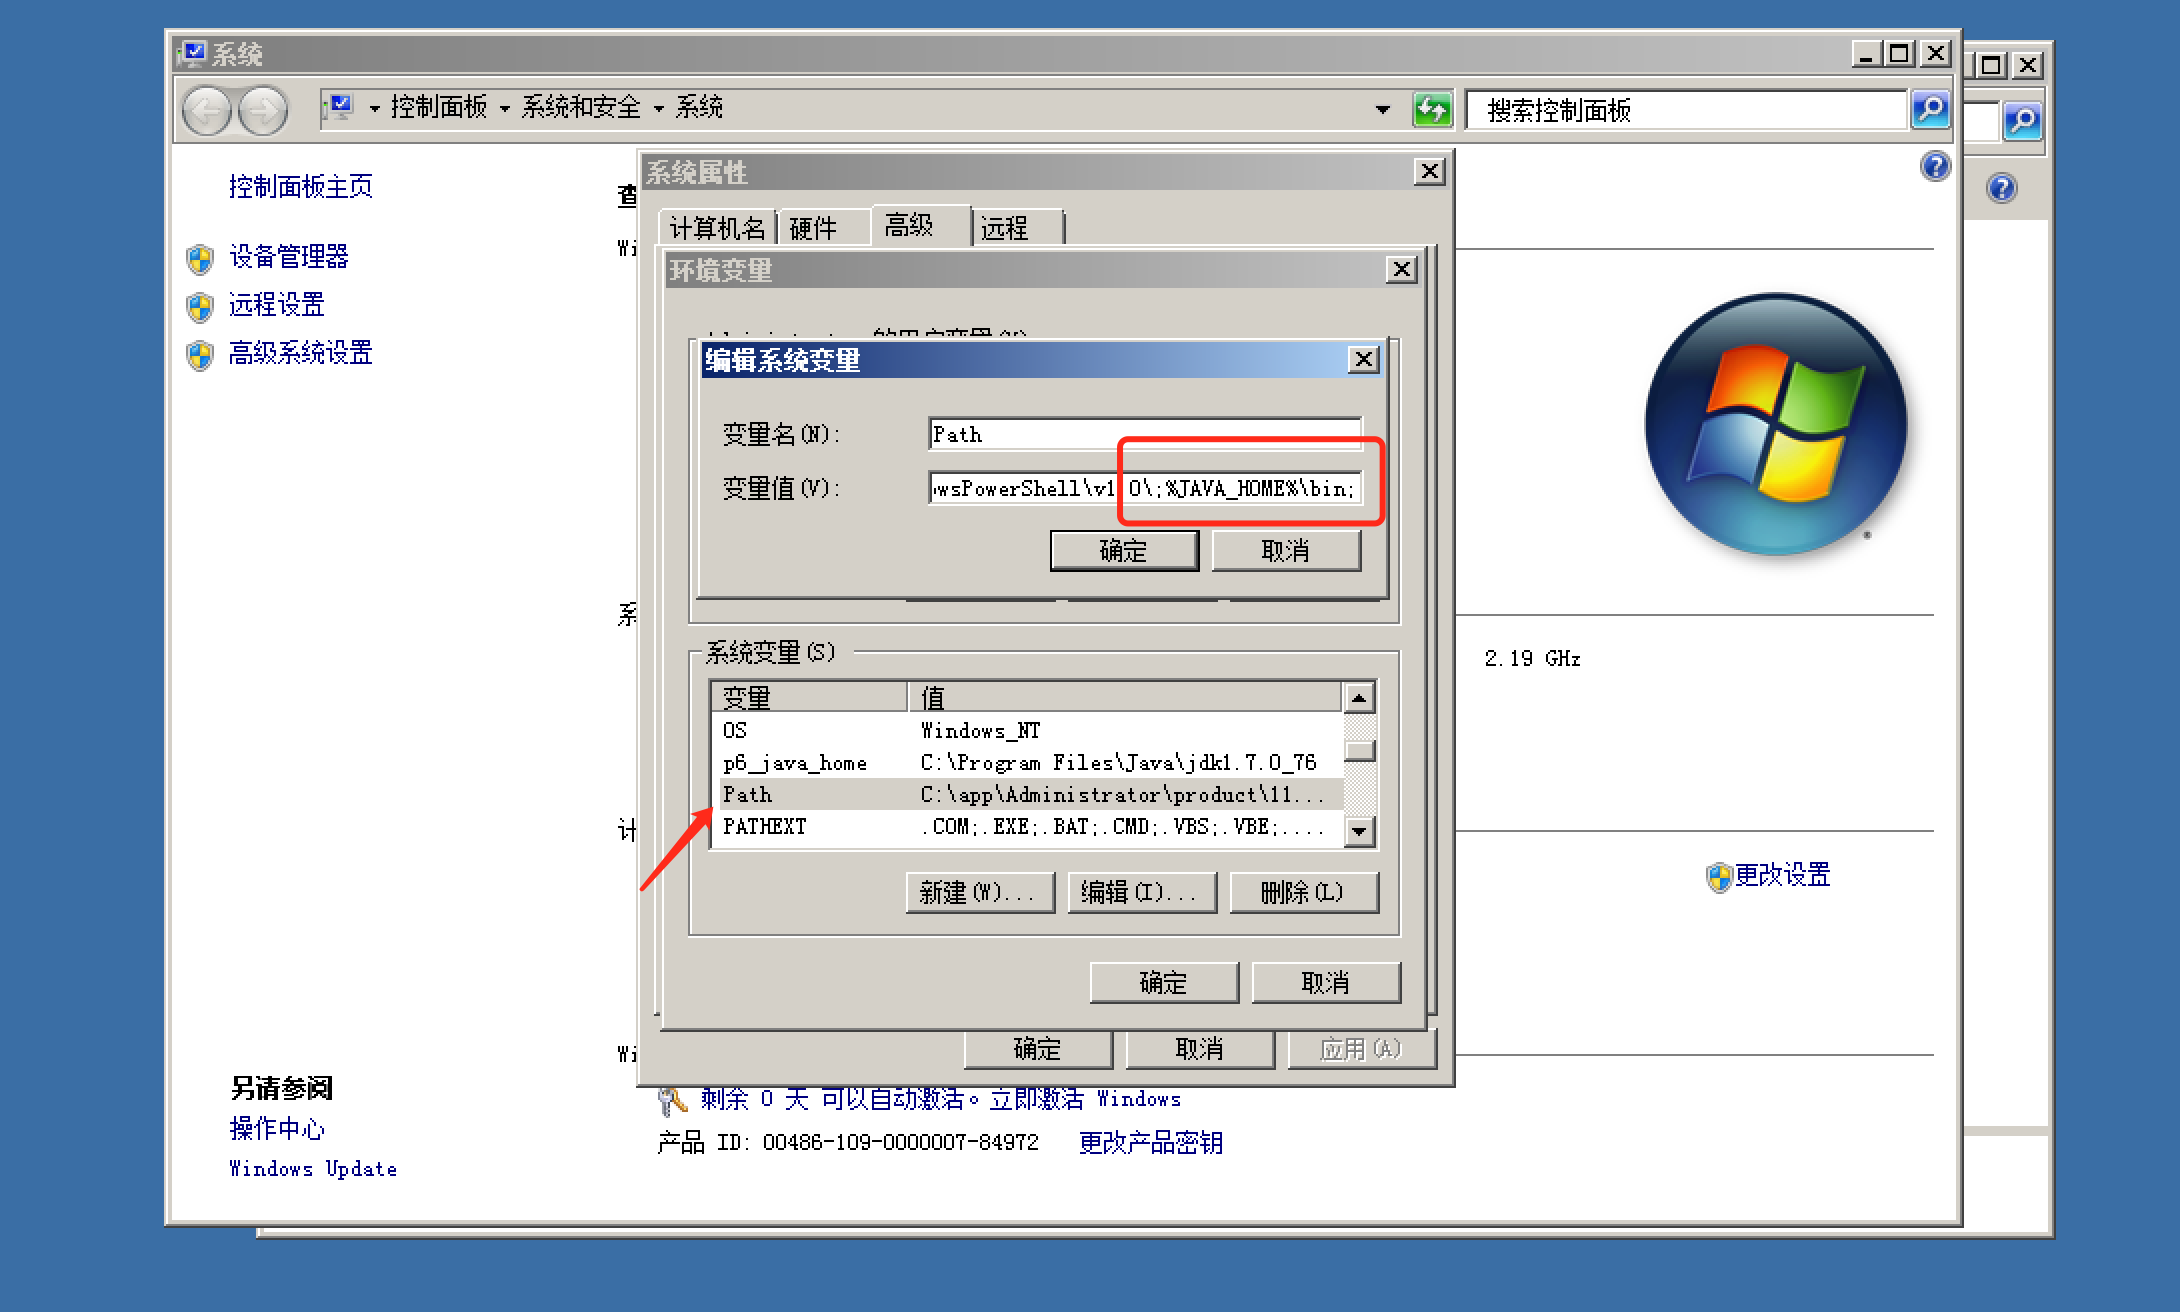 系统
控制面板 系统和安全 系统
搜索控制面板
控制面板主页
设备管理器
远程设置
高级系统设置
另请参阅
操作中心
Windows Update
查
Wi
系
计
Wi
系统属性
计算机名 硬件 高级 远程
环境变量
编辑系统变量
变量名(N):
Path
变量值(V):
wsPowerShell\v1.0\;%JAVA_HOME%\bin;
确定 取消
系统变量(S)
变量 值
OS Windows_NT
p6_java_home C:\Program Files\Java\jdk1.7.0_76
Path C:\app\Administrator\product\11...
PATHEXT .COM;.EXE;.BAT;.CMD;.VBS;.VBE;....
新建(W)... 编辑(I)... 删除(L)
确定 取消
确定 取消 应用(A)
2.19 GHz
更改设置
剩余 0 天 可以自动激活。立即激活 Windows
产品 ID: 00486-109-0000007-84972 更改产品密钥